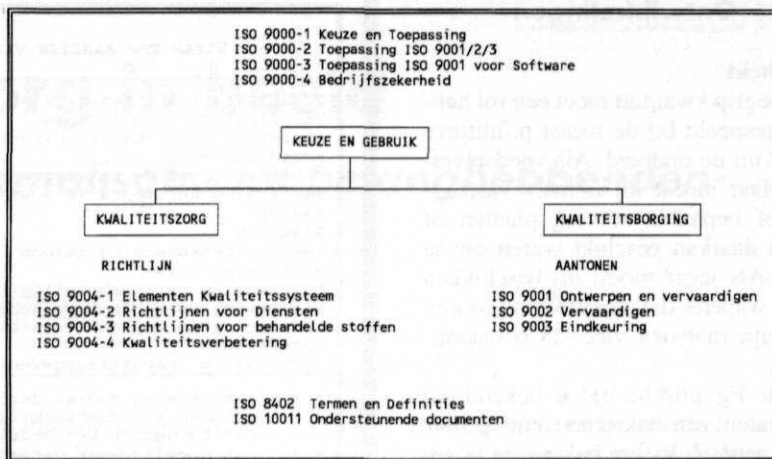 ISO 9000-1 Keuze en Toepassing
ISO 9000-2 Toepassing ISO 9001/2/3
ISO 9000-3 Toepassing ISO 9001 voor Software
ISO 9000-4 Bedrijfszekerheid
KEUZE EN GEBRUIK
KWALITEITSZORG
KWALITEITSBORGING
RICHTLIJN
AANTONEN
ISO 9004-1 Elementen Kwaliteitssysteem
ISO 9004-2 Richtlijnen voor Diensten
ISO 9004-3 Richtlijnen voor behandelde stoffen
ISO 9004-4 Kwaliteitsverbetering
ISO 9001 Ontwerpen en vervaardigen
ISO 9002 Vervaardigen
ISO 9003 Eindkeuring
ISO 8402 Termen en Definities
ISO 10011 Ondersteunende documenten